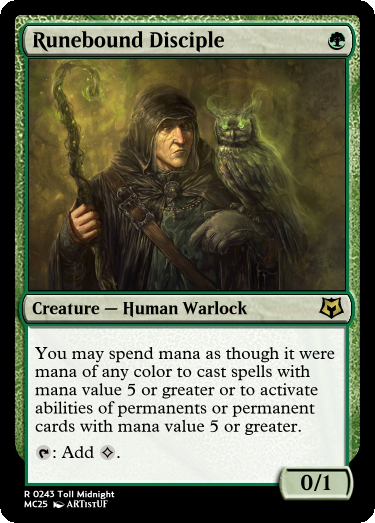 Runebound Disciple
Creature — Human Warlock
You may spend mana as though it were
mana of any color to cast spells with
mana value 5 or greater or to activate
abilities of permanents or permanent
cards with mana value 5 or greater.
: Add .
0/1
R 0243 Toll Midnight
MC25 ARTistUF